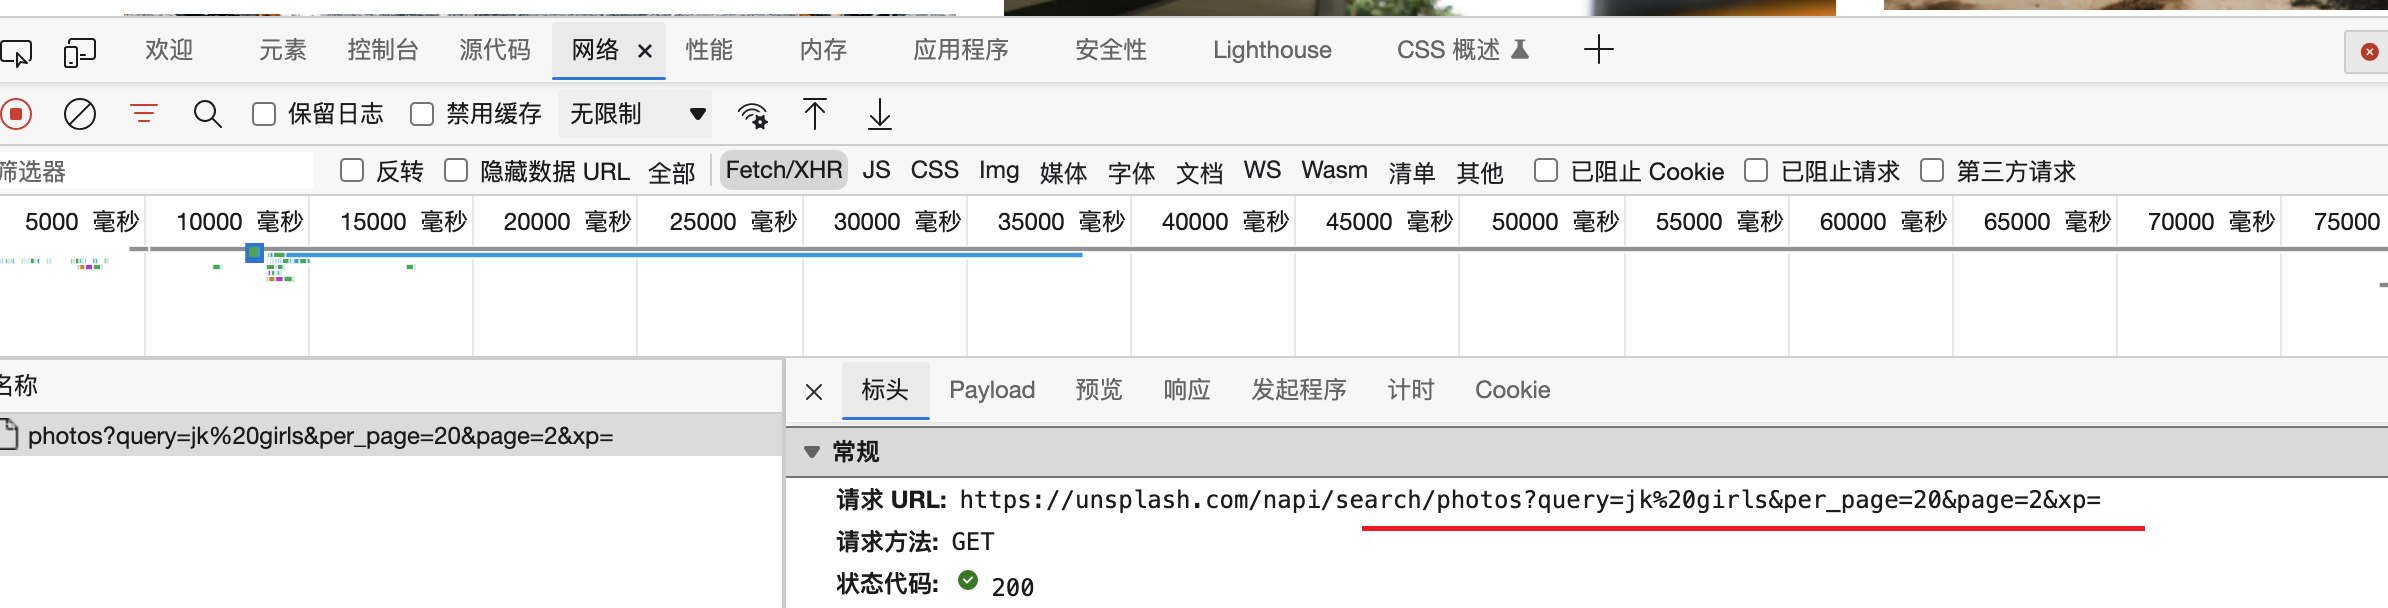 欢迎 元素 控制台 源代码 网络 性能 内存 应用程序 安全性 Lighthouse CSS 概述
保留日志 禁用缓存 无限制
筛选器 反转 隐藏数据 URL 全部 Fetch/XHR JS CSS Img 媒体 字体 文档 WS Wasm 清单 其他 已阻止 Cookie 已阻止请求 第三方请求
5000 毫秒 10000 毫秒 15000 毫秒 20000 毫秒 25000 毫秒 30000 毫秒 35000 毫秒 40000 毫秒 45000 毫秒 50000 毫秒 55000 毫秒 60000 毫秒 65000 毫秒 70000 毫秒 75000
名称
photos?query=jk%20girls&per_page=20&page=2&xp=
标头 Payload 预览 响应 发起程序 计时 Cookie
常规
请求 URL: https://unsplash.com/napi/search/photos?query=jk%20girls&per_page=20&page=2&xp=
请求方法: GET
状态代码: 200